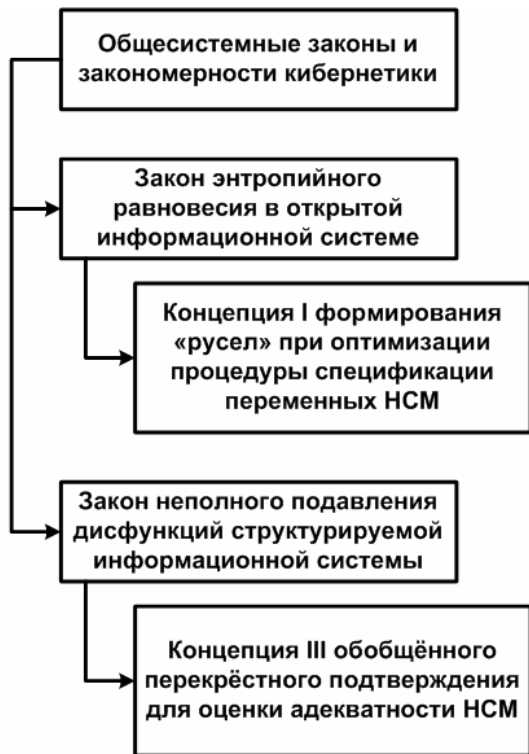 Общесистемные законы и
закономерности кибернетики
Закон энтропийного
равновесия в открытой
информационной системе
Концепция I формирования
«русел» при оптимизации
процедуры спецификации
переменных НСМ
Закон неполного подавления
дисфункций структурируемой
информационной системы
Концепция III обобщённого
перекрёстного подтверждения
для оценки адекватности НСМ